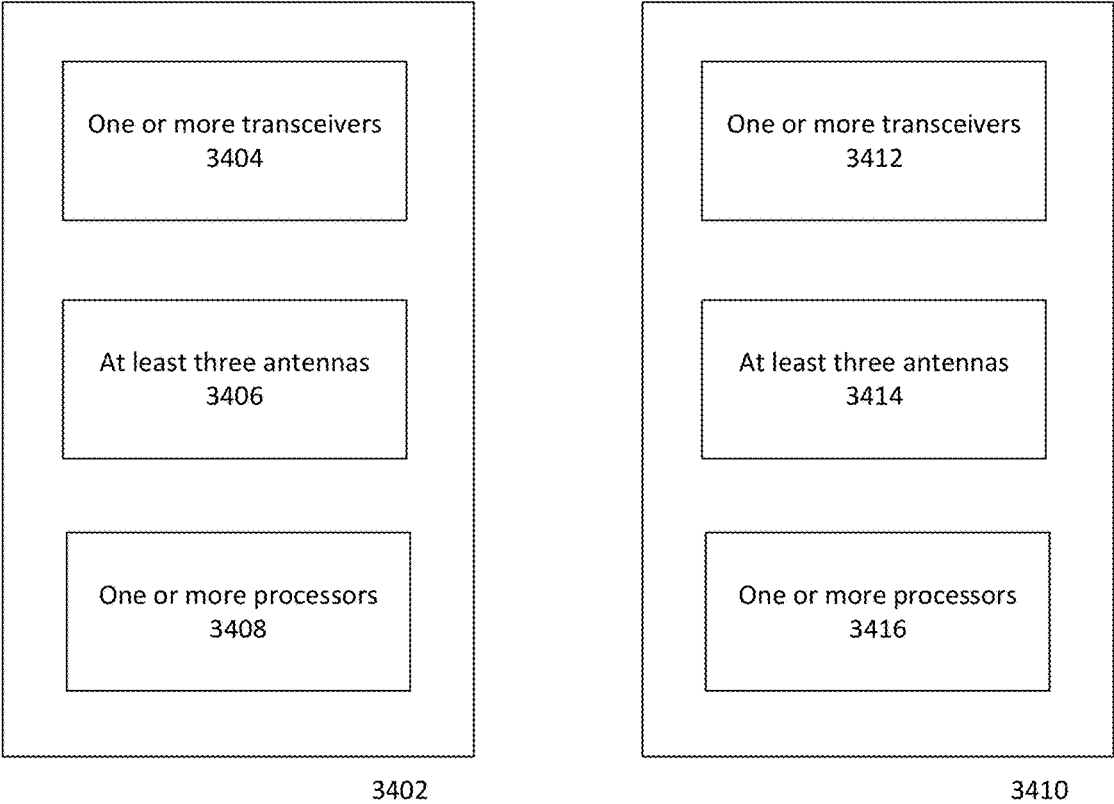 One or more transceivers
3404
At least three antennas
3406
One or more processors
3408
3402
One or more transceivers
3412
At least three antennas
3414
One or more processors
3416
3410